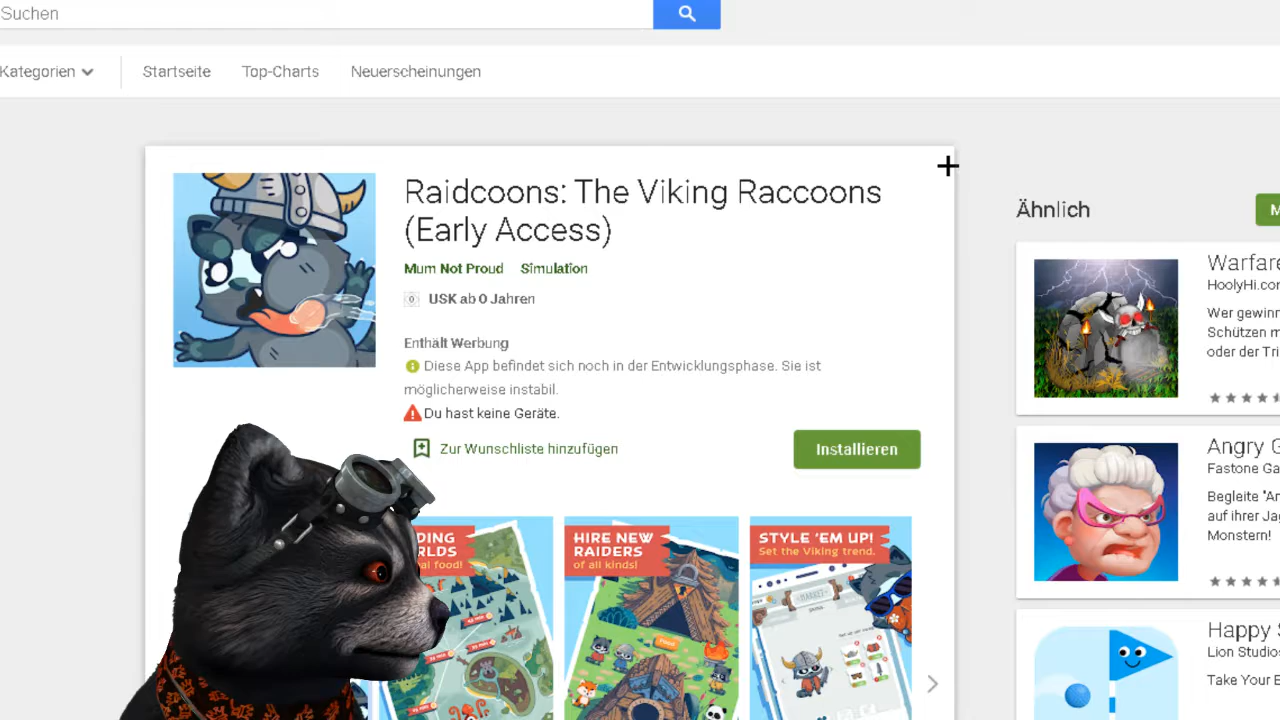 Suchen
Kategorien
Startseite
Top-Charts
Neuerscheinungen
Raidcoons: The Viking Raccoons
(Early Access)
Mum Not Proud Simulation
0 USK ab 0 Jahren
Enthält Werbung
Diese App befindet sich noch in der Entwicklungsphase. Sie ist
möglicherweise instabil.
Du hast keine Geräte.
Zur Wunschliste hinzufügen
Installieren
HIRE NEW
RAIDERS
of all kinds!
STYLE 'EM UP!
Set the Viking trend.
MARKET
food!
Ähnlich
Warfare
HoolyHi.com
Wer gewinn
Schützen m
oder der Tri
Angry G
Fastone Ga
Begleite "An
auf ihrer Jag
Monstern!
Happy S
Lion Studios
Take Your E